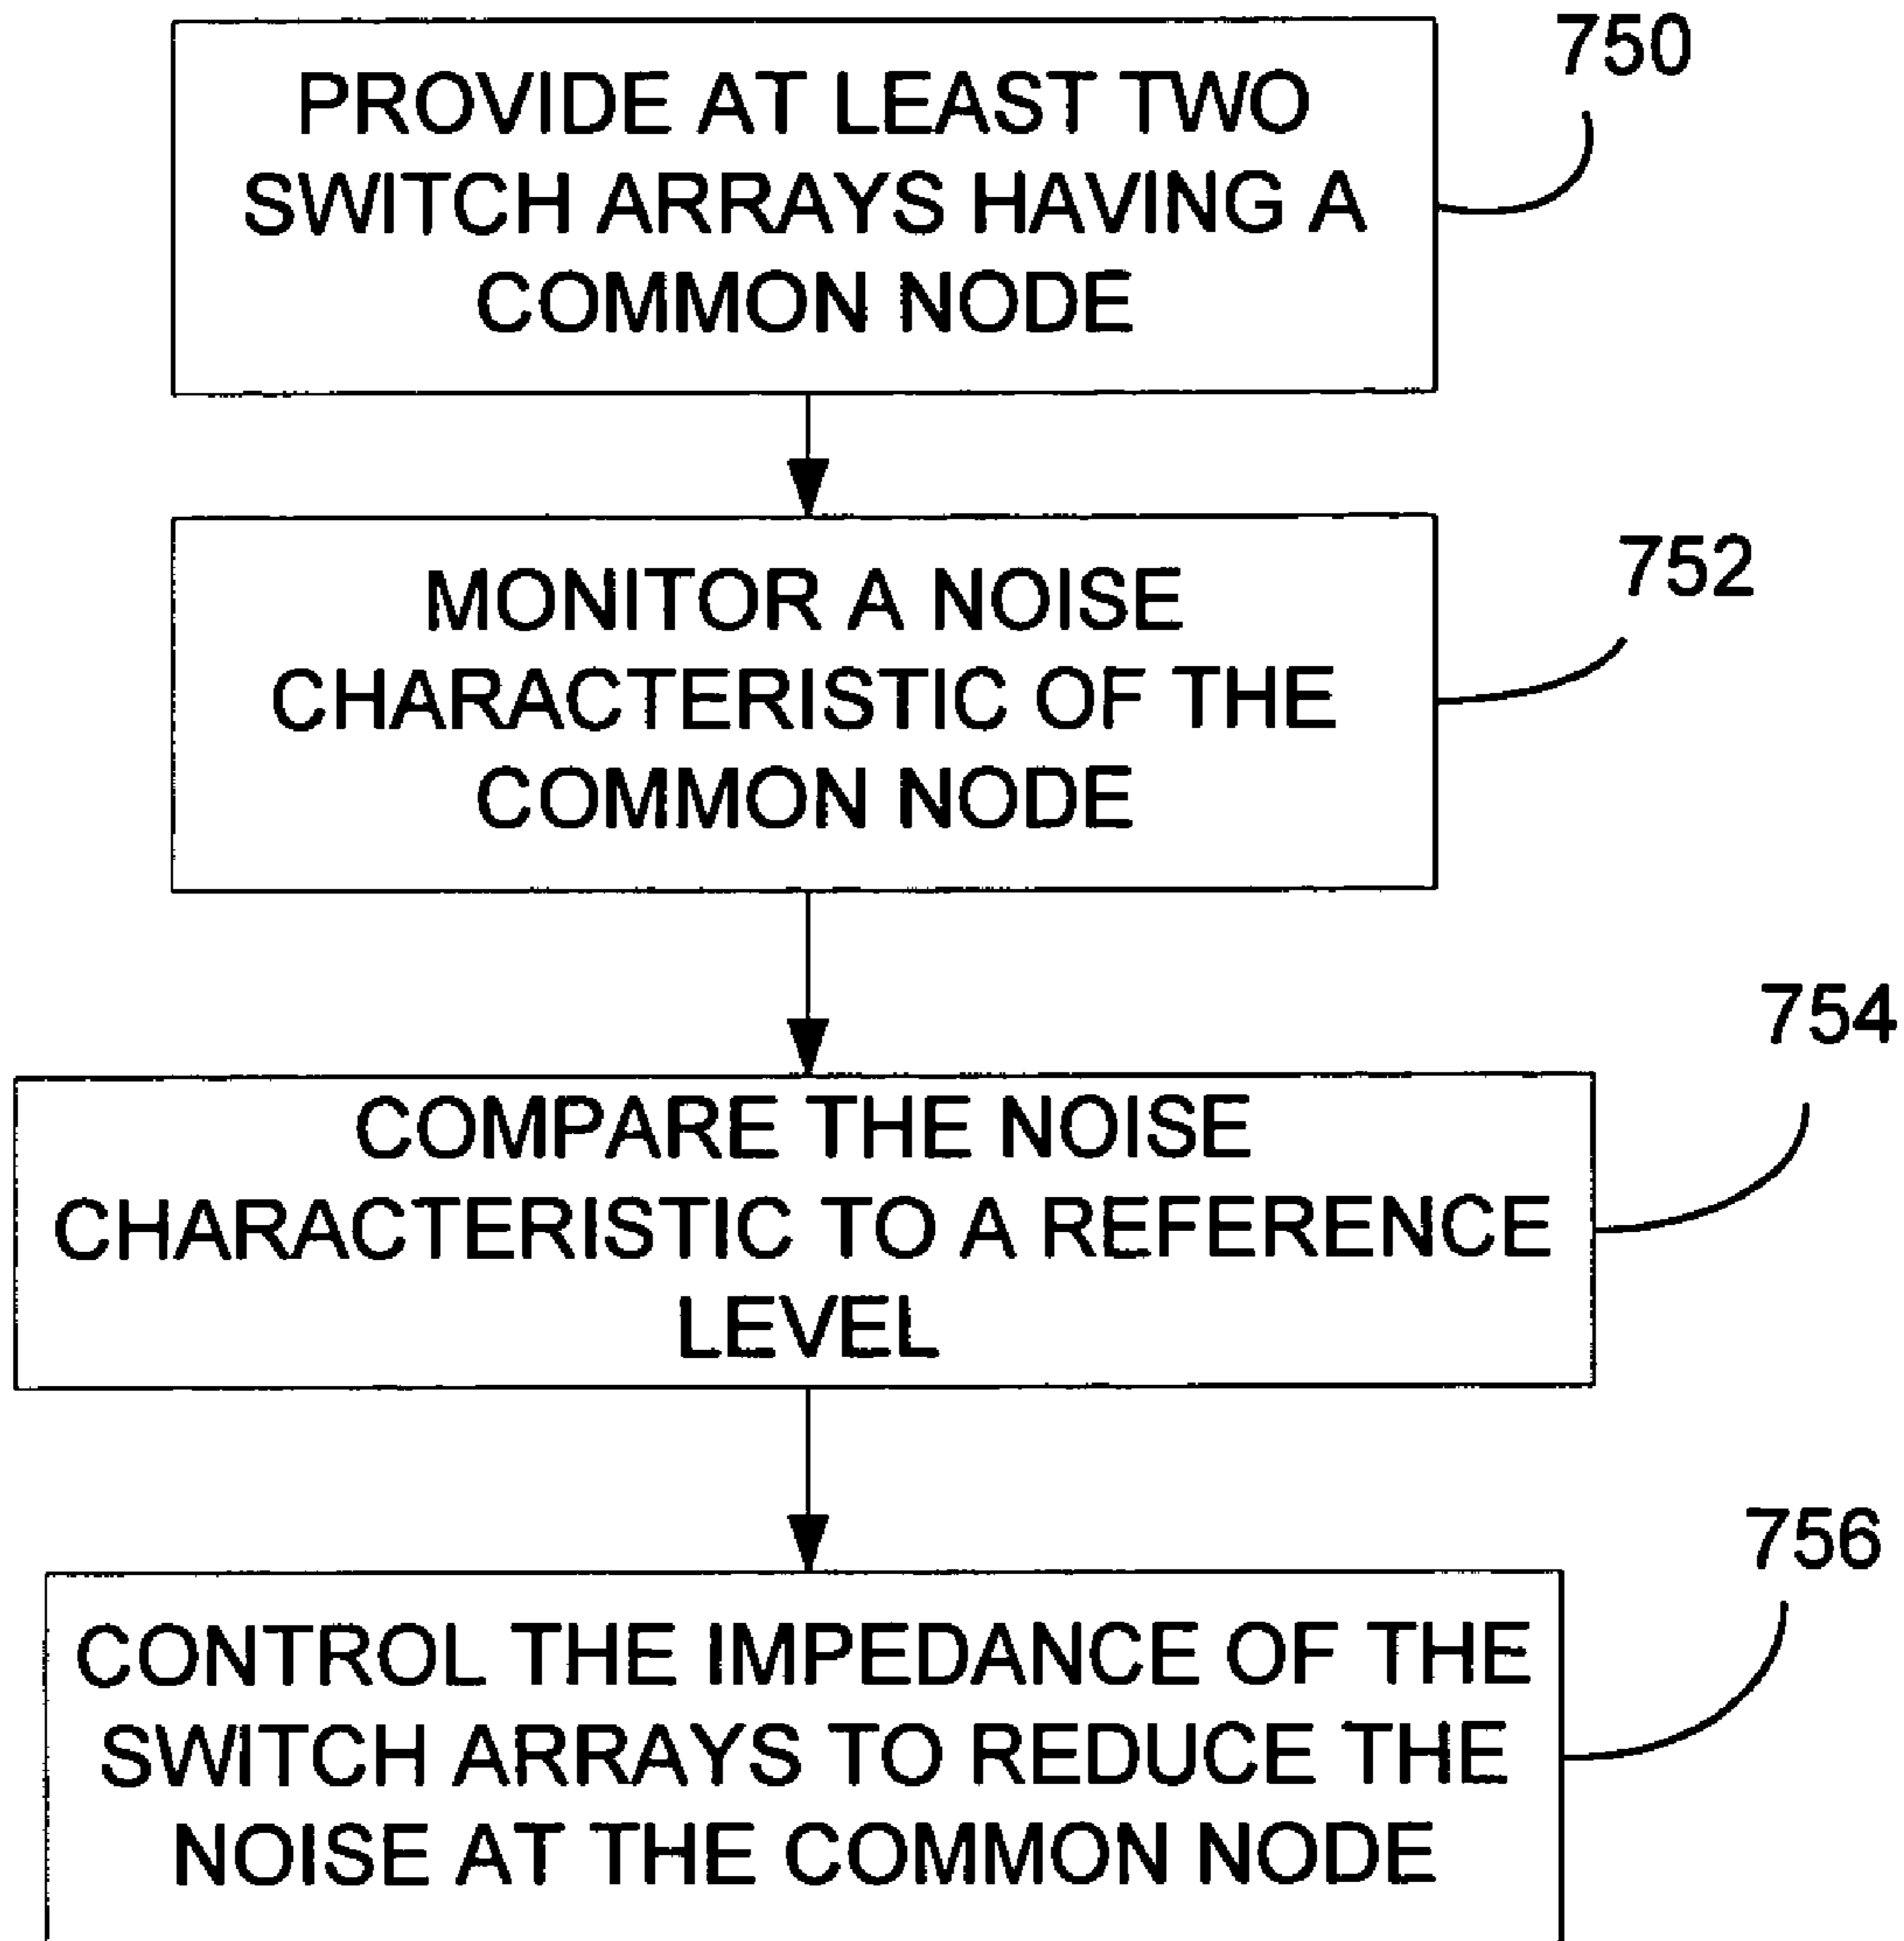 750
PROVIDE AT LEAST TWO
SWITCH ARRAYS HAVING A
COMMON NODE
752
MONITOR A NOISE
CHARACTERISTIC OF THE
COMMON NODE
754
COMPARE THE NOISE
CHARACTERISTIC TO A REFERENCE
LEVEL
756
CONTROL THE IMPEDANCE OF THE
SWITCH ARRAYS TO REDUCE THE
NOISE AT THE COMMON NODE